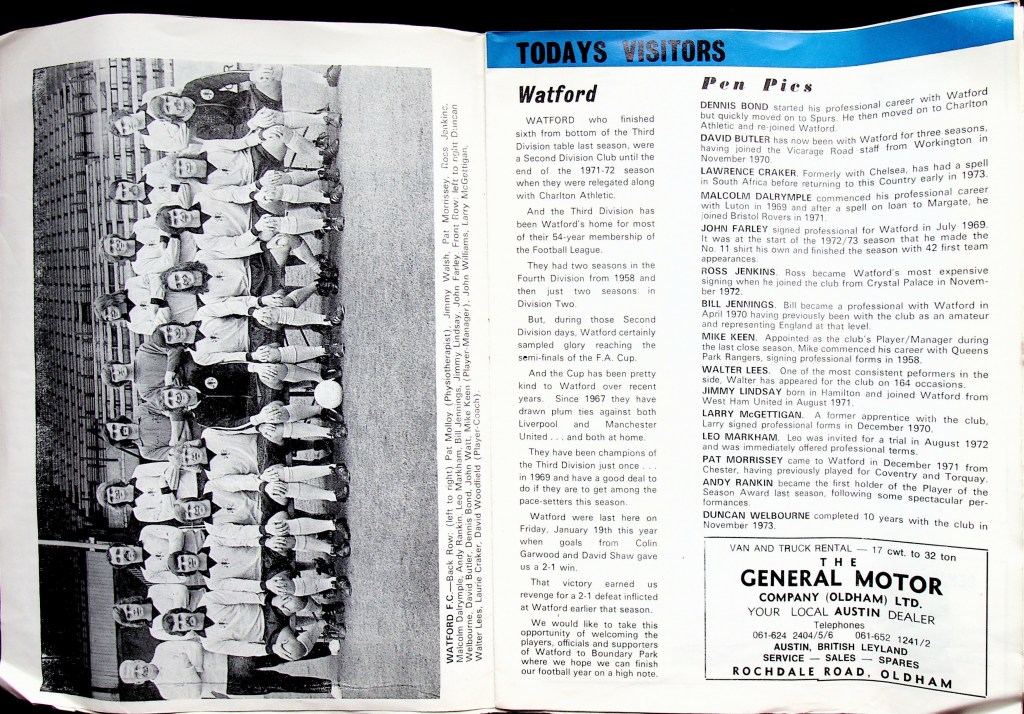 WATFORD F.C.—Back Row: (left to right) Pat Molloy (Physiotherapist), Jimmy Walsh, Pat Morrissey, Ross Jenkins,
Malcolm Dalrymple, Andy Rankin, Leo Markham, Bill Jennings, Jimmy Lindsay, John Farley. Front Row: left to right Duncan
Welbourne, David Butler, Dennis Bond, John Watt, Mike Keen (Player-Manager), John Williams, Larry McGettigan,
Walter Lees, Laurie Craker, David Woodfield (Player-Coach).
TODAYS VISITORS
Watford
WATFORD who finished
sixth from bottom of the Third
Division table last season, were
a Second Division Club until the
end of the 1971-72 season
when they were relegated along
with Charlton Athletic.
And the Third Division has
been Watford's home for most
of their 54-year membership of
the Football League.
They had two seasons in the
Fourth Division from 1958 and
then just two seasons in
Division Two.
But, during those Second
Division days, Watford certainly
sampled glory reaching the
semi-finals of the F.A. Cup.
And the Cup has been pretty
kind to Watford over recent
years. Since 1967 they have
drawn plum ties against both
Liverpool and Manchester
United . . . and both at home.
They have been champions of
the Third Division just once . . .
in 1969 and have a good deal to
do if they are to get among the
pace-setters this season.
Watford were last here on
Friday, January 19th this year
when goals from Colin
Garwood and David Shaw gave
us a 2-1 win.
That victory earned us
revenge for a 2-1 defeat inflicted
at Watford earlier that season.
We would like to take this
opportunity of welcoming the
players, officials and supporters
of Watford to Boundary Park
where we hope we can finish
our football year on a high note.
Pen Pics
DENNIS BOND started his professional career with Watford
but quickly moved on to Spurs. He then moved on to Charlton
Athletic and re-joined Watford.
DAVID BUTLER has now been with Watford for three seasons,
having joined the Vicarage Road staff from Workington in
November 1970.
LAWRENCE CRAKER. Formerly with Chelsea, has had a spell
in South Africa before returning to this Country early in 1973.
MALCOLM DALRYMPLE commenced his professional career
with Luton in 1969 and after a spell on loan to Margate, he
joined Bristol Rovers in 1971.
JOHN FARLEY signed professional for Watford in July 1969.
It was at the start of the 1972/73 season that he made the
No. 11 shirt his own and finished the season with 42 first team
appearances.
ROSS JENKINS. Ross became Watford's most expensive
signing when he joined the club from Crystal Palace in Novem-
ber 1972.
BILL JENNINGS. Bill became a professional with Watford in
April 1970 having previously been with the club as an amateur
and representing England at that level.
MIKE KEEN. Appointed as the club's Player/Manager during
the last close season, Mike commenced his career with Queens
Park Rangers, signing professional forms in 1958.
WALTER LEES. One of the most consistent peformers in the
side, Walter has appeared for the club on 164 occasions.
JIMMY LINDSAY born in Hamilton and joined Watford from
West Ham United in August 1971.
LARRY McGETTIGAN. A former apprentice with the club,
Larry signed professional forms in December 1970.
LEO MARKHAM. Leo was invited for a trial in August 1972
and was immediately offered professional terms.
PAT MORRISSEY came to Watford in December 1971 from
Chester, having previously played for Coventry and Torquay.
ANDY RANKIN became the first holder of the Player of the
Season Award last season, following some spectacular per-
formances.
DUNCAN WELBOURNE completed 10 years with the club in
November 1973.
VAN AND TRUCK RENTAL — 17 cwt. to 32 ton
THE
GENERAL MOTOR
COMPANY (OLDHAM) LTD.
YOUR LOCAL AUSTIN DEALER
Telephones
061-624 2404/5/6 061-652 1241/2
AUSTIN, BRITISH LEYLAND
SERVICE — SALES — SPARES
ROCHDALE ROAD, OLDHAM